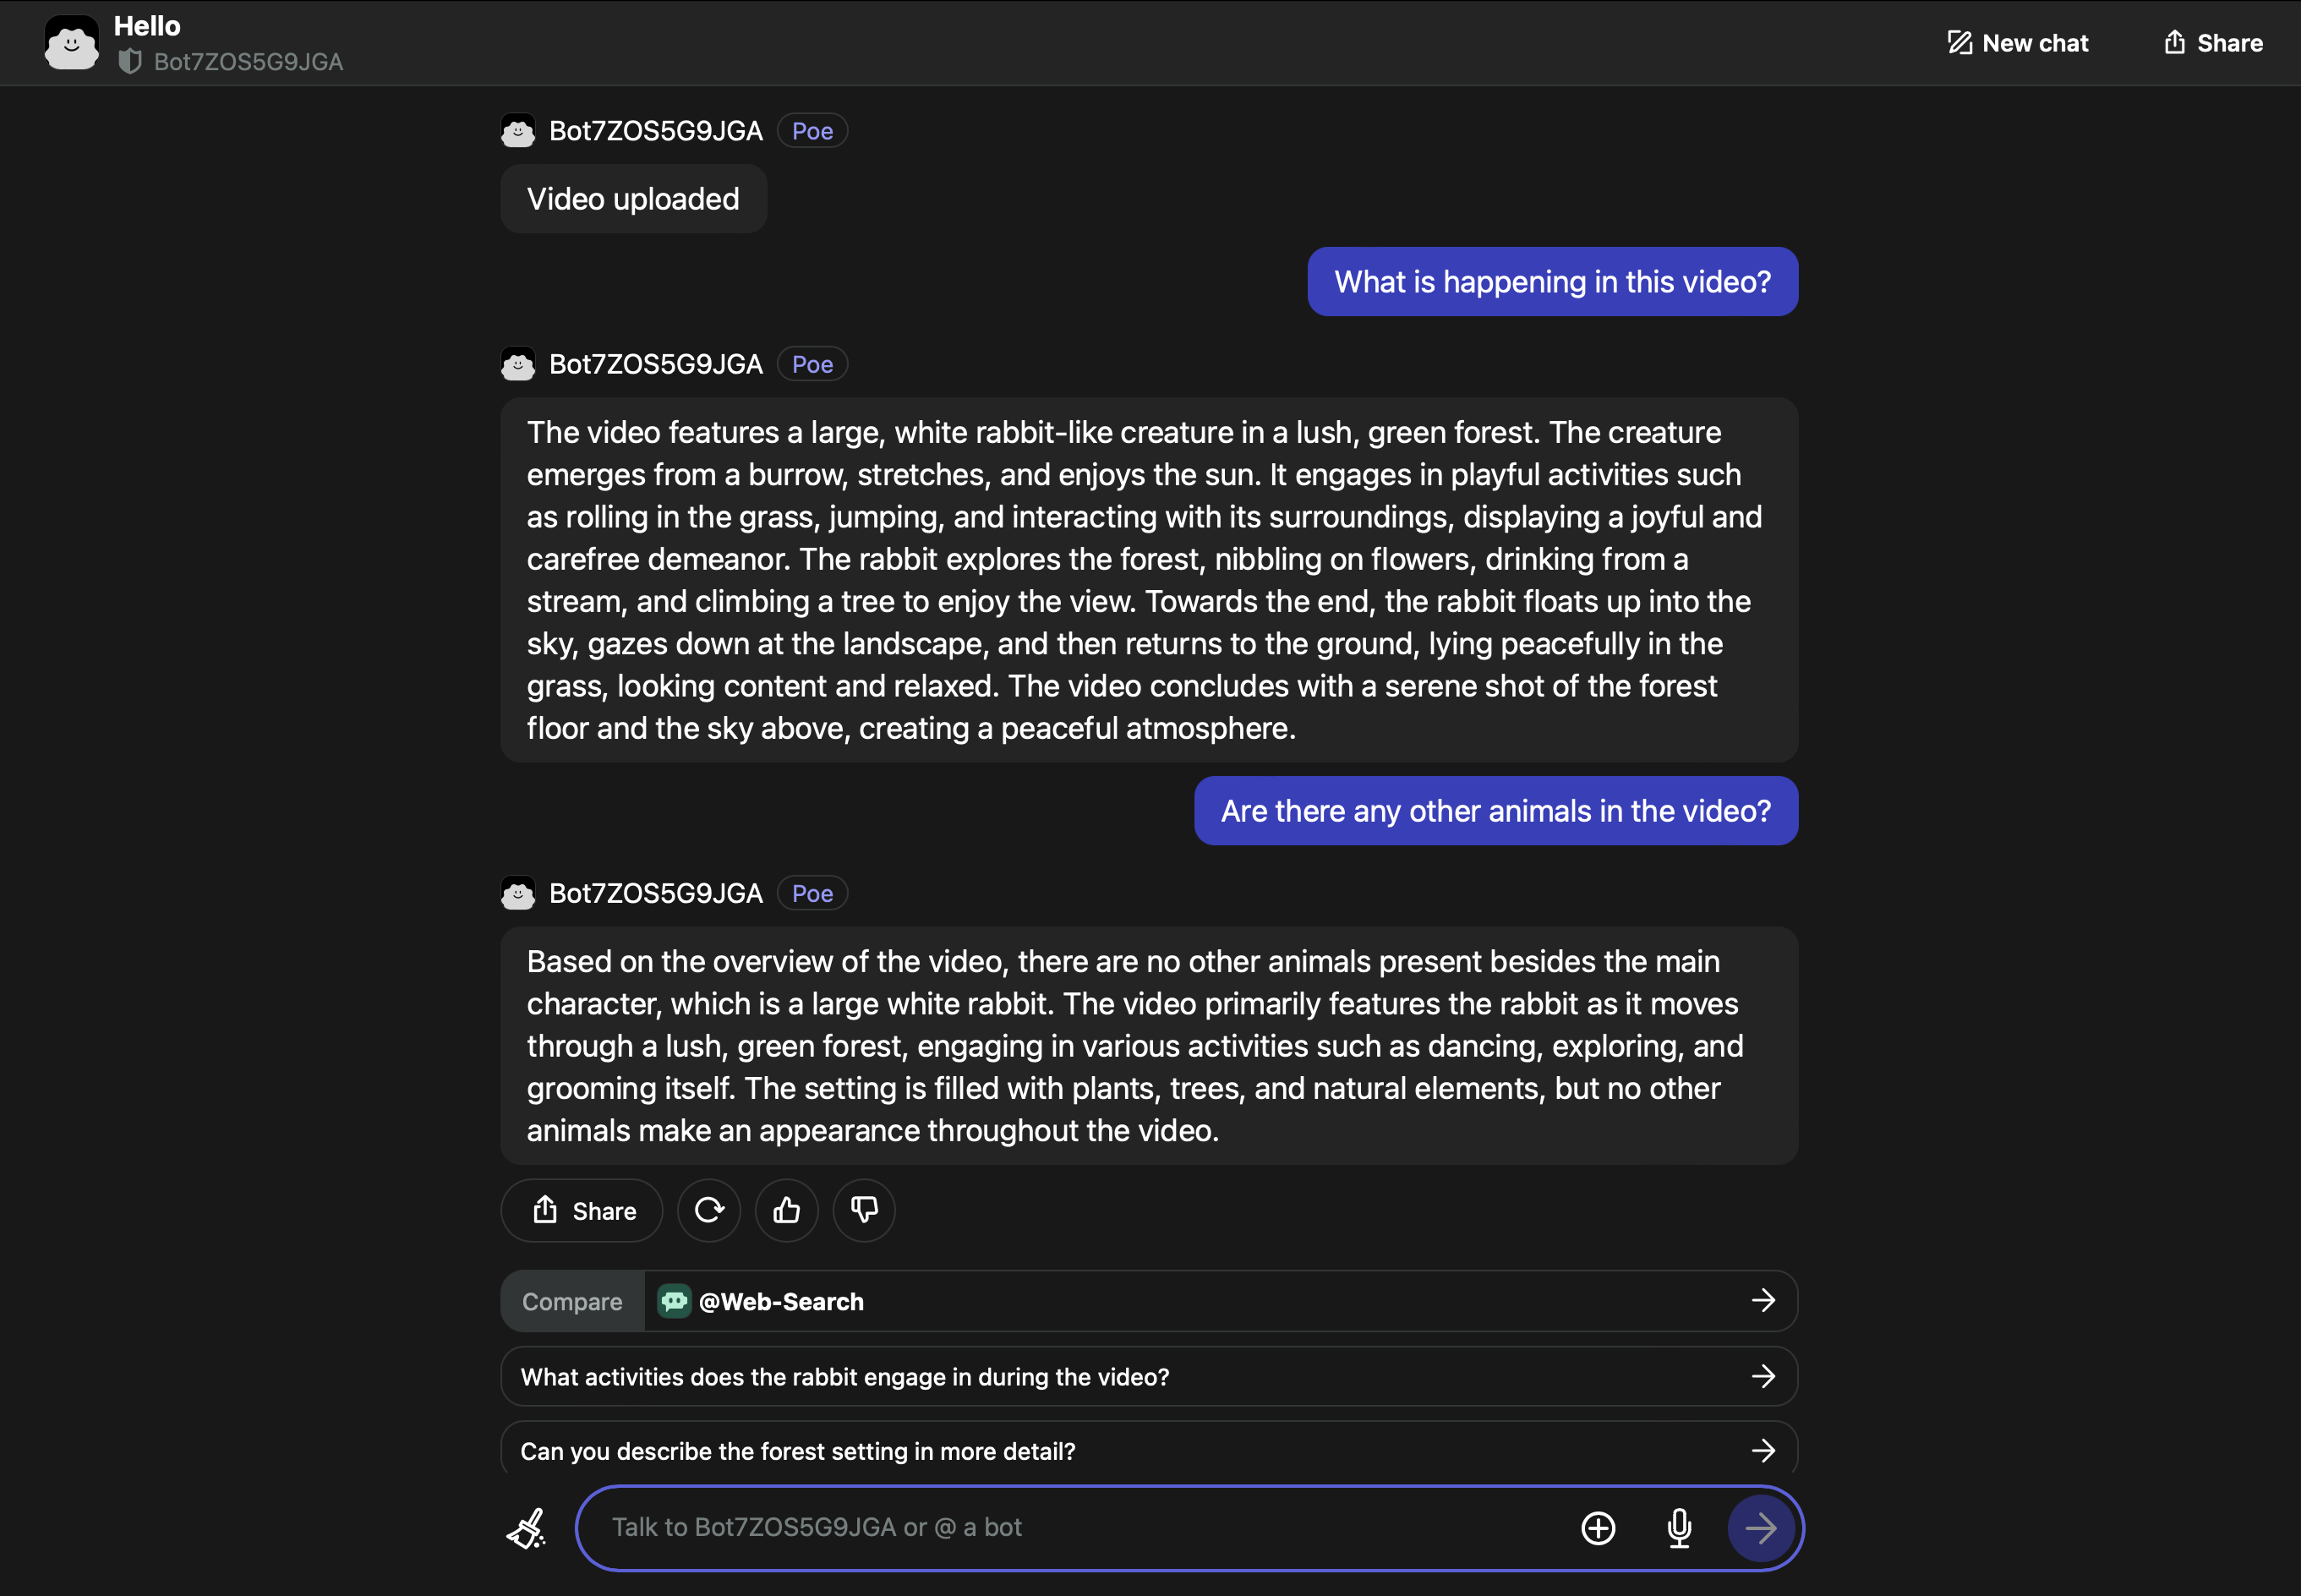 Hello
Bot7ZOS5G9JGA
New chat
Share
Bot7ZOS5G9JGA Poe
Video uploaded
What is happening in this video?
Bot7ZOS5G9JGA Poe
The video features a large, white rabbit-like creature in a lush, green forest. The creature
emerges from a burrow, stretches, and enjoys the sun. It engages in playful activities such
as rolling in the grass, jumping, and interacting with its surroundings, displaying a joyful and
carefree demeanor. The rabbit explores the forest, nibbling on flowers, drinking from a
stream, and climbing a tree to enjoy the view. Towards the end, the rabbit floats up into the
sky, gazes down at the landscape, and then returns to the ground, lying peacefully in the
grass, looking content and relaxed. The video concludes with a serene shot of the forest
floor and the sky above, creating a peaceful atmosphere.
Are there any other animals in the video?
Bot7ZOS5G9JGA Poe
Based on the overview of the video, there are no other animals present besides the main
character, which is a large white rabbit. The video primarily features the rabbit as it moves
through a lush, green forest, engaging in various activities such as dancing, exploring, and
grooming itself. The setting is filled with plants, trees, and natural elements, but no other
animals make an appearance throughout the video.
Share
Compare @Web-Search
What activities does the rabbit engage in during the video?
Can you describe the forest setting in more detail?
Talk to Bot7ZOS5G9JGA or @ a bot